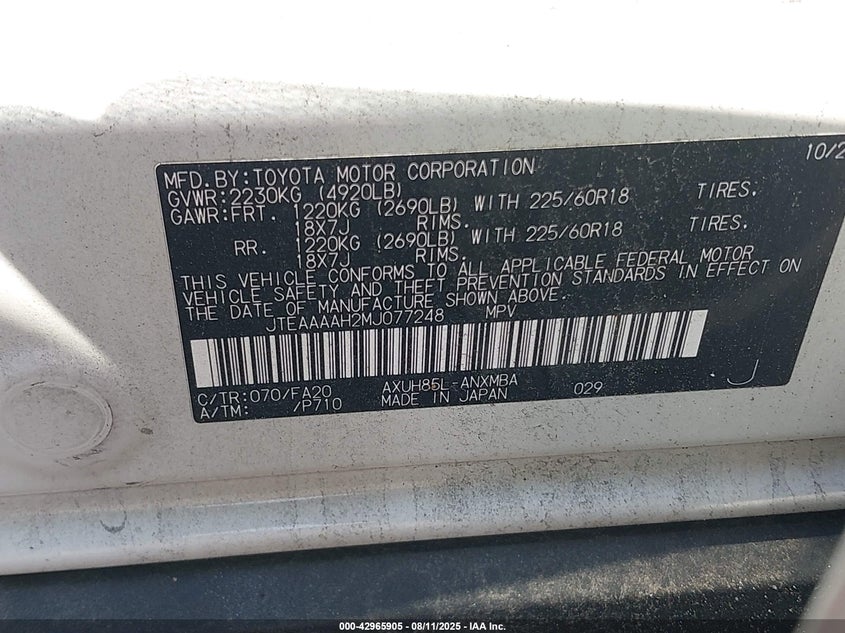 10/2
MFD.BY:TOYOTA MOTOR CORPORATION
GVWR:2230KG (4920LB)
GAWR:FRT. 1220KG (2690LB) WITH 225/60R18 TIRES.
18X7J RIMS.
RR. 1220KG (2690LB) WITH 225/60R18 TIRES.
18X7J RIMS.
THIS VEHICLE CONFORMS TO ALL APPLICABLE FEDERAL MOTOR
VEHICLE SAFETY AND THEFT PREVENTION STANDARDS IN EFFECT ON
THE DATE OF MANUFACTURE SHOWN ABOVE.
JTEAAAAH2MJ077248 MPV
C/TR:070/FA20 AXUH85L-ANXMBA 029 J
A/TM: /P710 MADE IN JAPAN
000-42965905 - 08/11/2025 - IAA Inc.